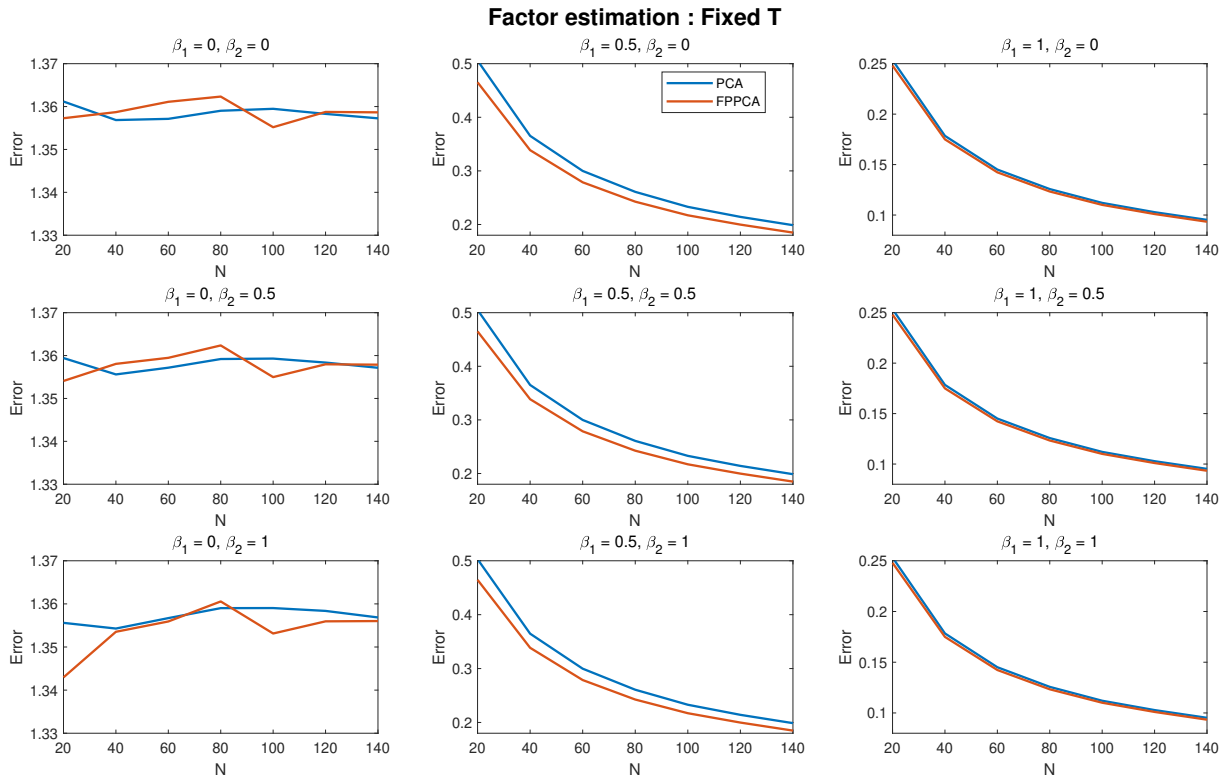 Factor estimation : Fixed T
β1 = 0, β2 = 0
1.37
1.36
1.35
1.34
1.33
Error
20 40 60 80 100 120 140
N
β1 = 0.5, β2 = 0
0.5
0.4
0.3
0.2
Error
PCA
FPPCA
20 40 60 80 100 120 140
N
β1 = 1, β2 = 0
0.25
0.2
0.15
0.1
Error
20 40 60 80 100 120 140
N
β1 = 0, β2 = 0.5
1.37
1.36
1.35
1.34
1.33
Error
20 40 60 80 100 120 140
N
β1 = 0.5, β2 = 0.5
0.5
0.4
0.3
0.2
Error
20 40 60 80 100 120 140
N
β1 = 1, β2 = 0.5
0.25
0.2
0.15
0.1
Error
20 40 60 80 100 120 140
N
β1 = 0, β2 = 1
1.37
1.36
1.35
1.34
1.33
Error
20 40 60 80 100 120 140
N
β1 = 0.5, β2 = 1
0.5
0.4
0.3
0.2
Error
20 40 60 80 100 120 140
N
β1 = 1, β2 = 1
0.25
0.2
0.15
0.1
Error
20 40 60 80 100 120 140
N